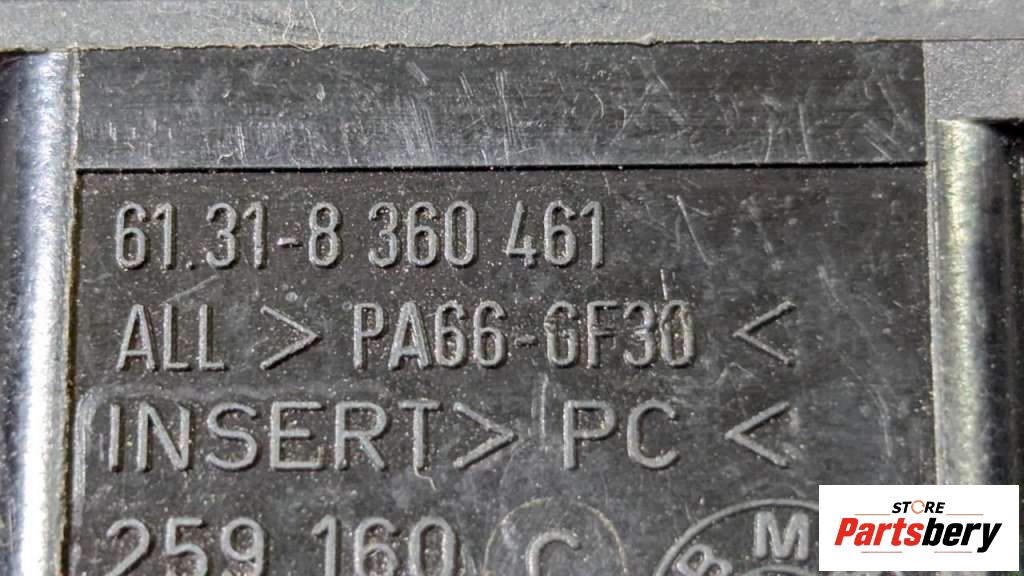 61.31-8 360 461
ALL > PA66-GF30 <
INSERT> PC <
259 160 C
B M
STORE
Partsbery